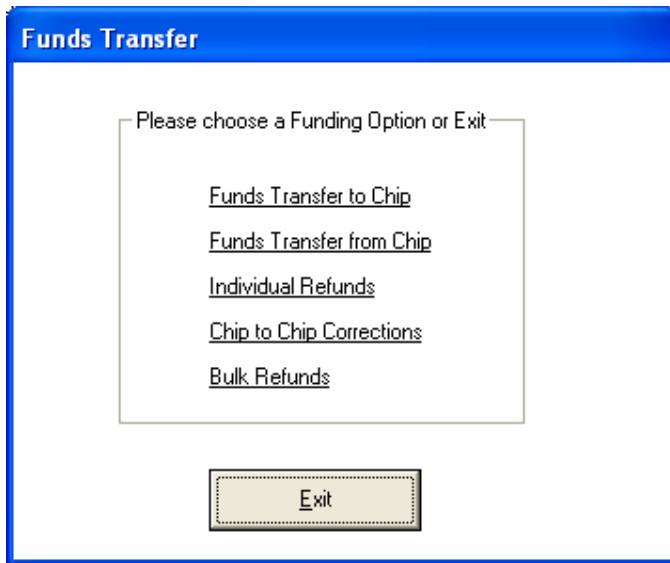 Funds Transfer
Please choose a Funding Option or Exit
Funds Transfer to Chip
Funds Transfer from Chip
Individual Refunds
Chip to Chip Corrections
Bulk Refunds
Exit